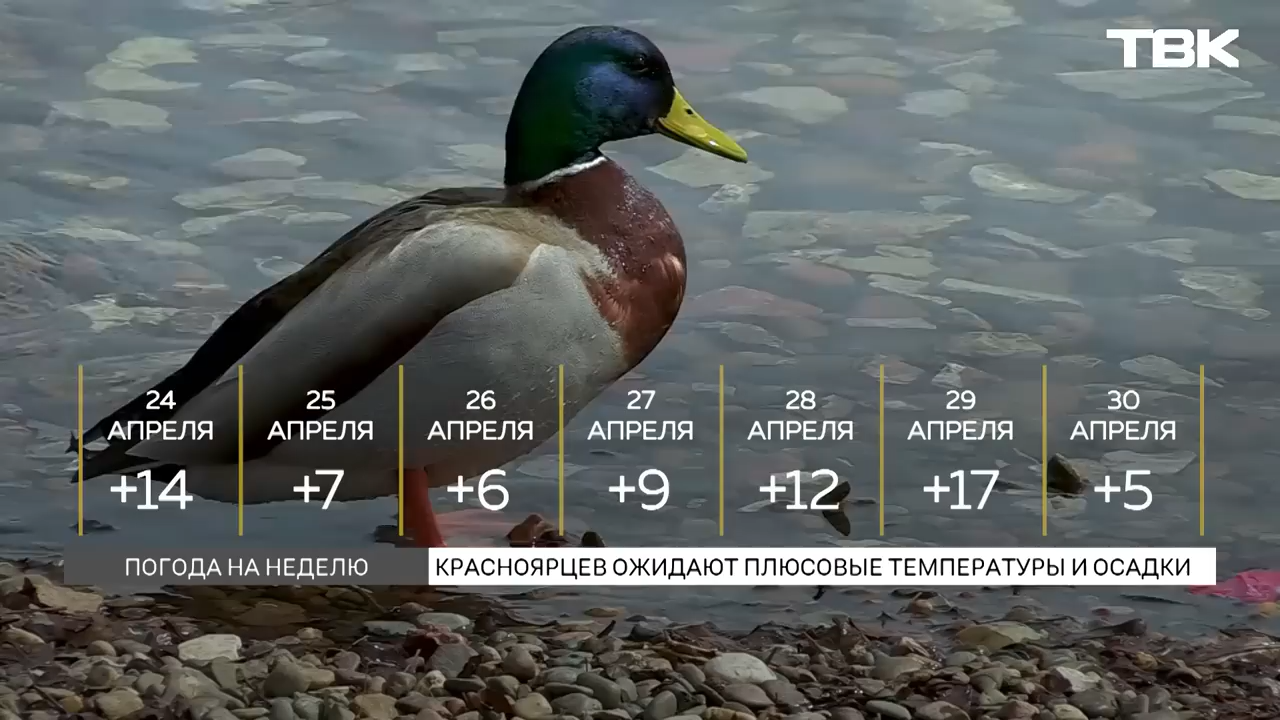 ТВК
24
АПРЕЛЯ
+14
25
АПРЕЛЯ
+7
26
АПРЕЛЯ
+6
27
АПРЕЛЯ
+9
28
АПРЕЛЯ
+12
29
АПРЕЛЯ
+17
30
АПРЕЛЯ
+5
ПОГОДА НА НЕДЕЛЮ
КРАСНОЯРЦЕВ ОЖИДАЮТ ПЛЮСОВЫЕ ТЕМПЕРАТУРЫ И ОСАДКИ